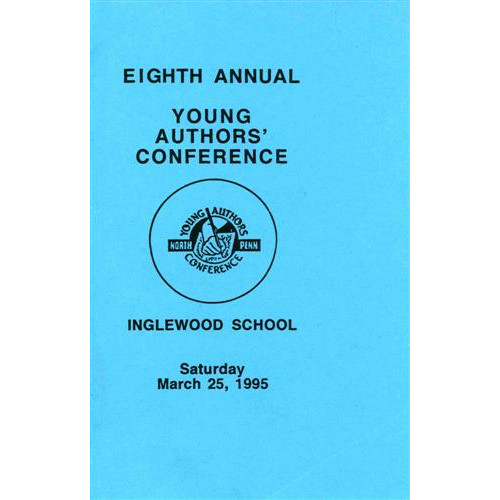 EIGHTH ANNUAL
YOUNG
AUTHORS'
CONFERENCE
YOUNG AUTHORS
NORTH PENN
CONFERENCE
INGLEWOOD SCHOOL
Saturday
March 25, 1995